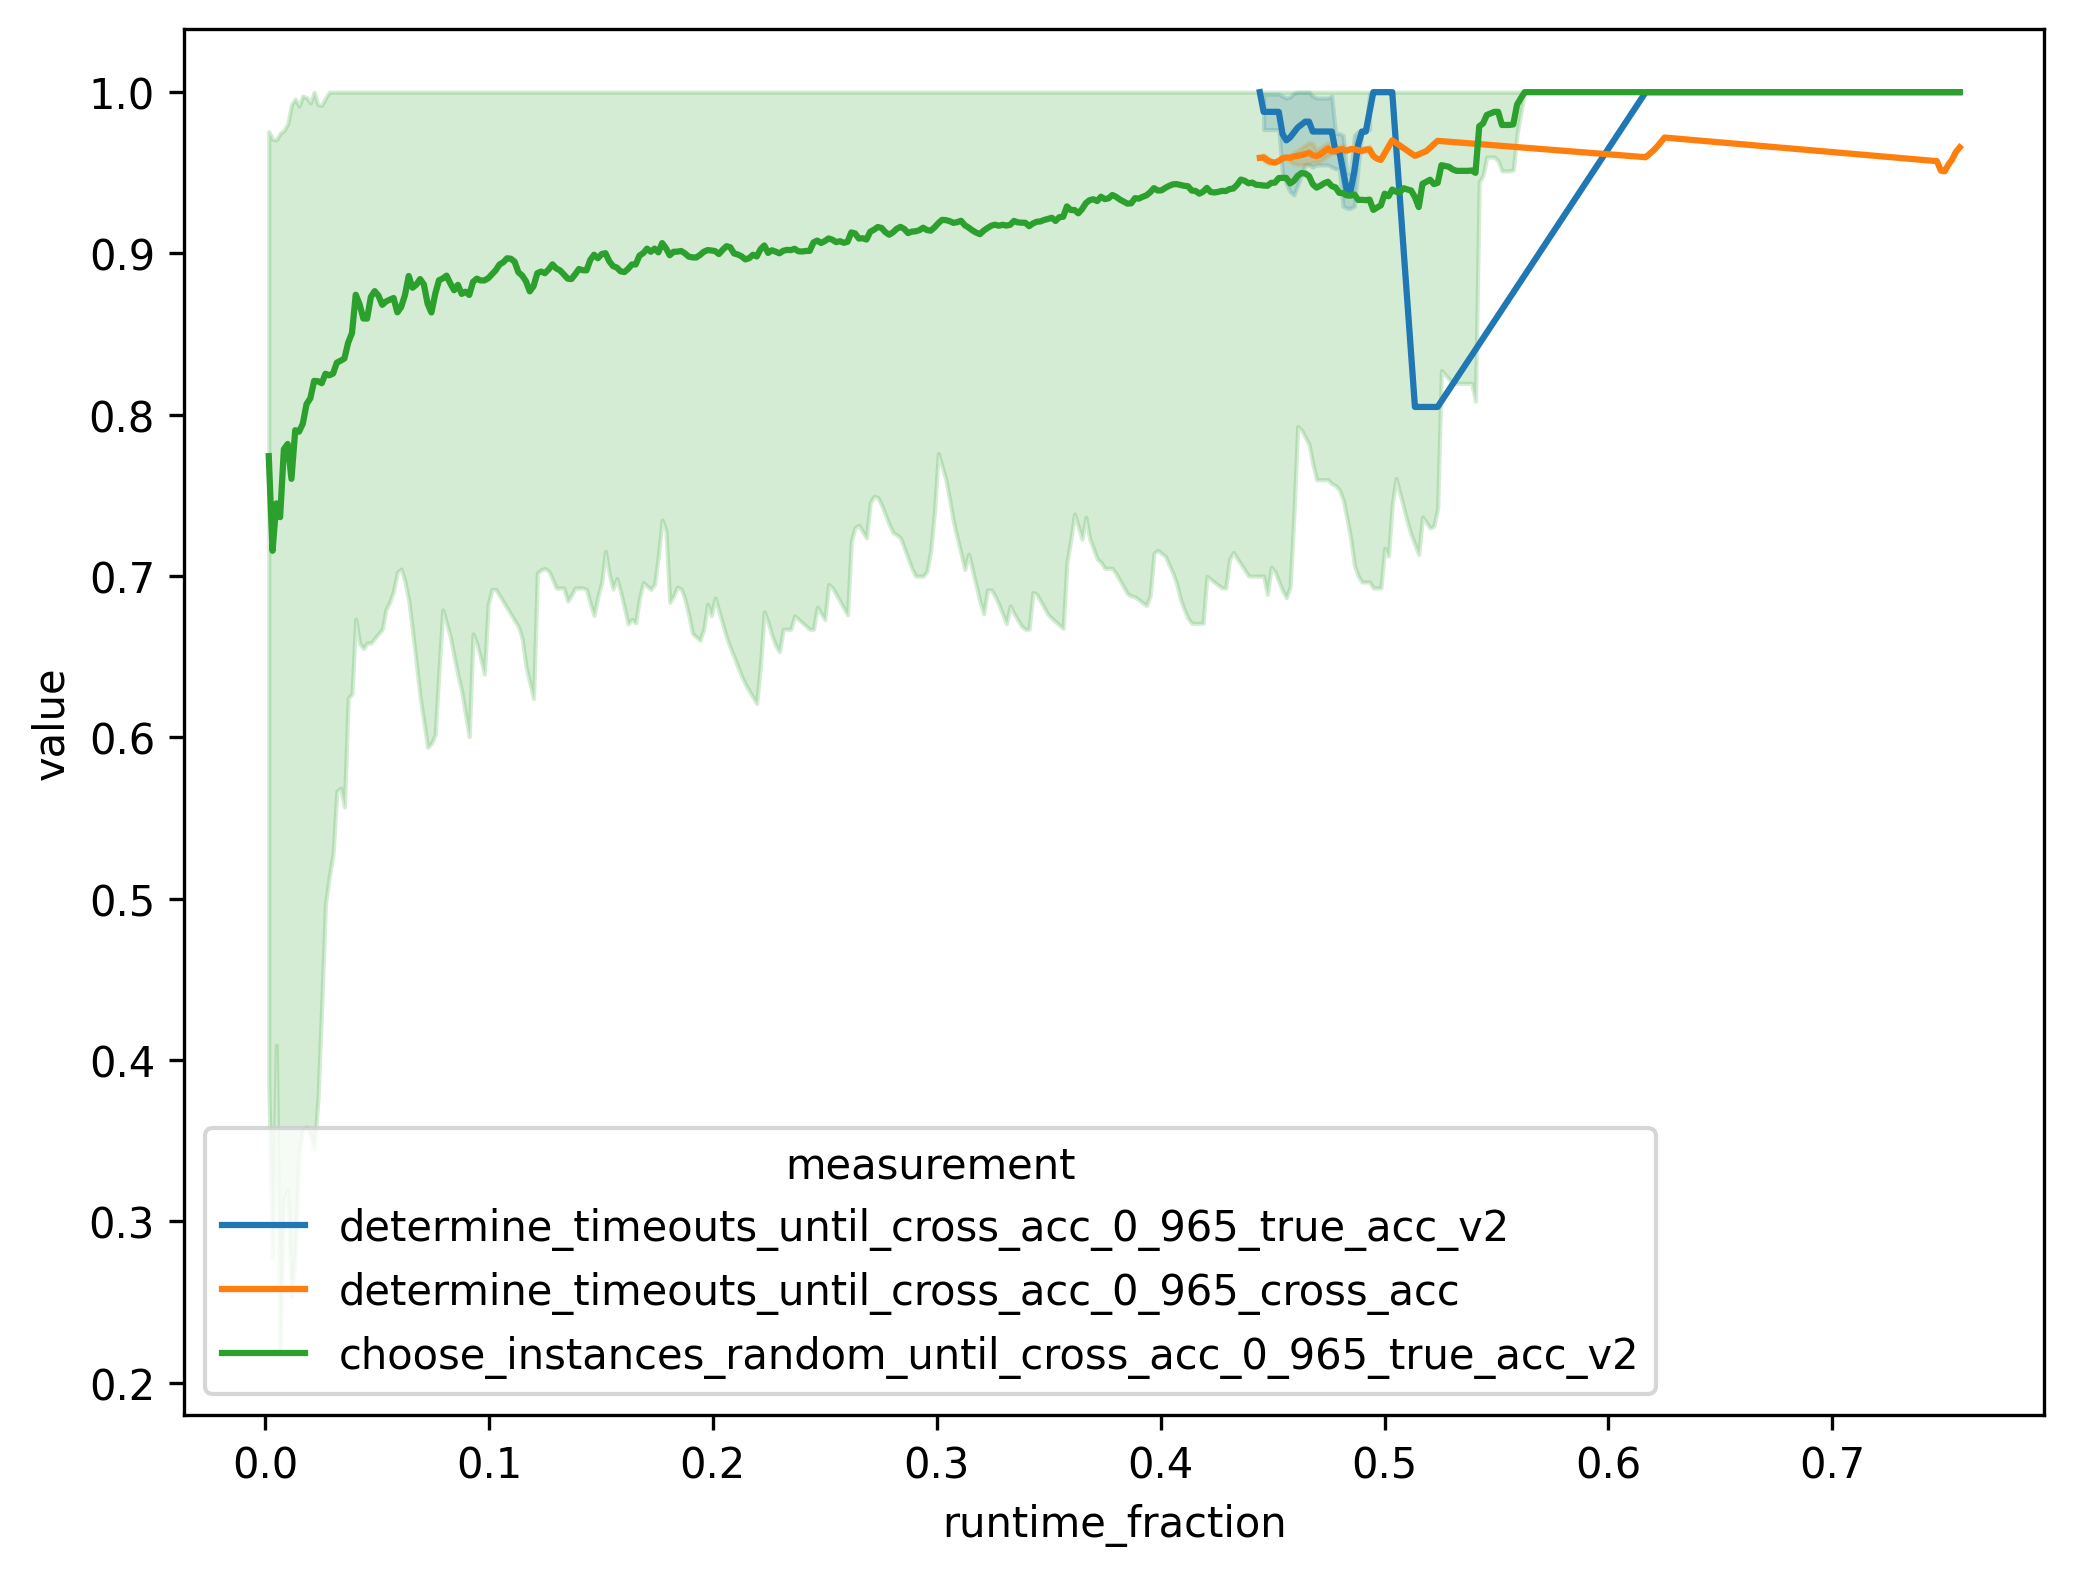 1.0
0.9
0.8
0.7
0.6
0.5
0.4
0.3
0.2
value
measurement
determine_timeouts_until_cross_acc_0_965_true_acc_v2
determine_timeouts_until_cross_acc_0_965_cross_acc
choose_instances_random_until_cross_acc_0_965_true_acc_v2
0.0 0.1 0.2 0.3 0.4 0.5 0.6 0.7
runtime_fraction